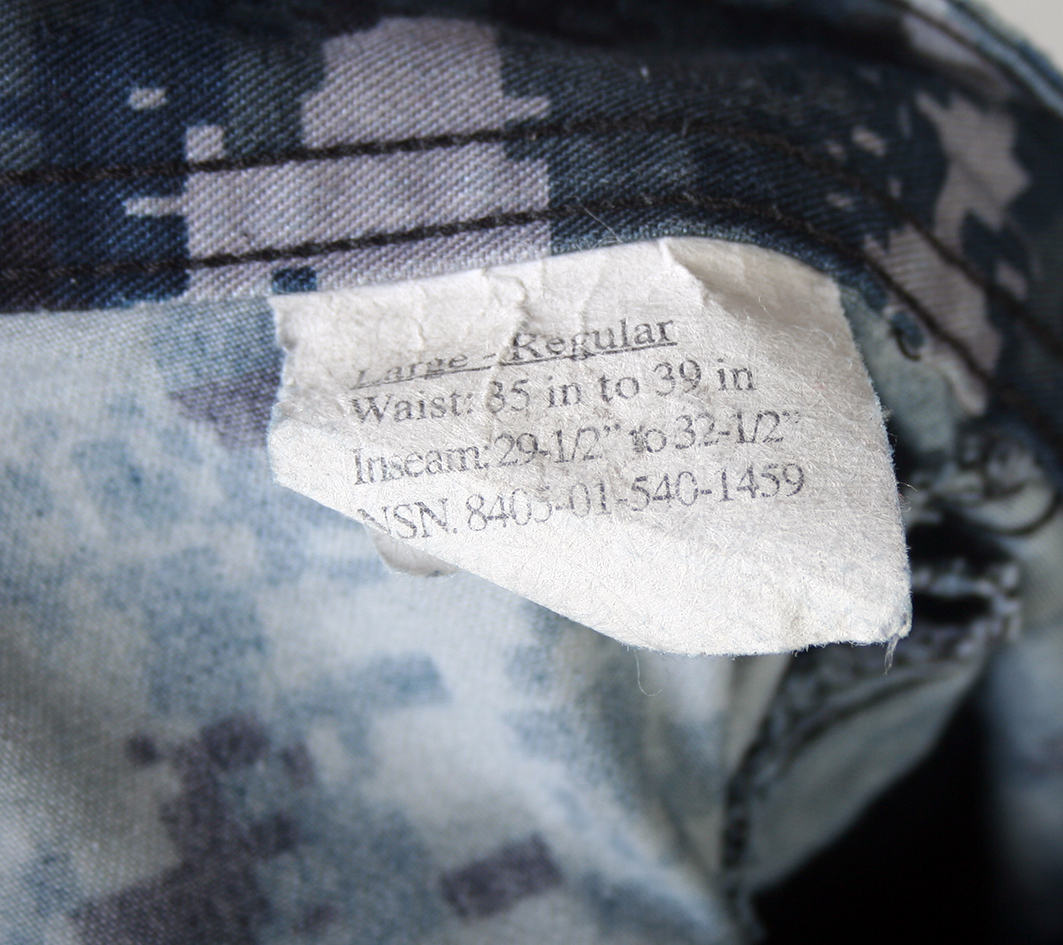 Large - Regular
Waist: 35 in to 39 in
Inseam: 29-1/2" to 32-1/2"
NSN. 8405-01-540-1459